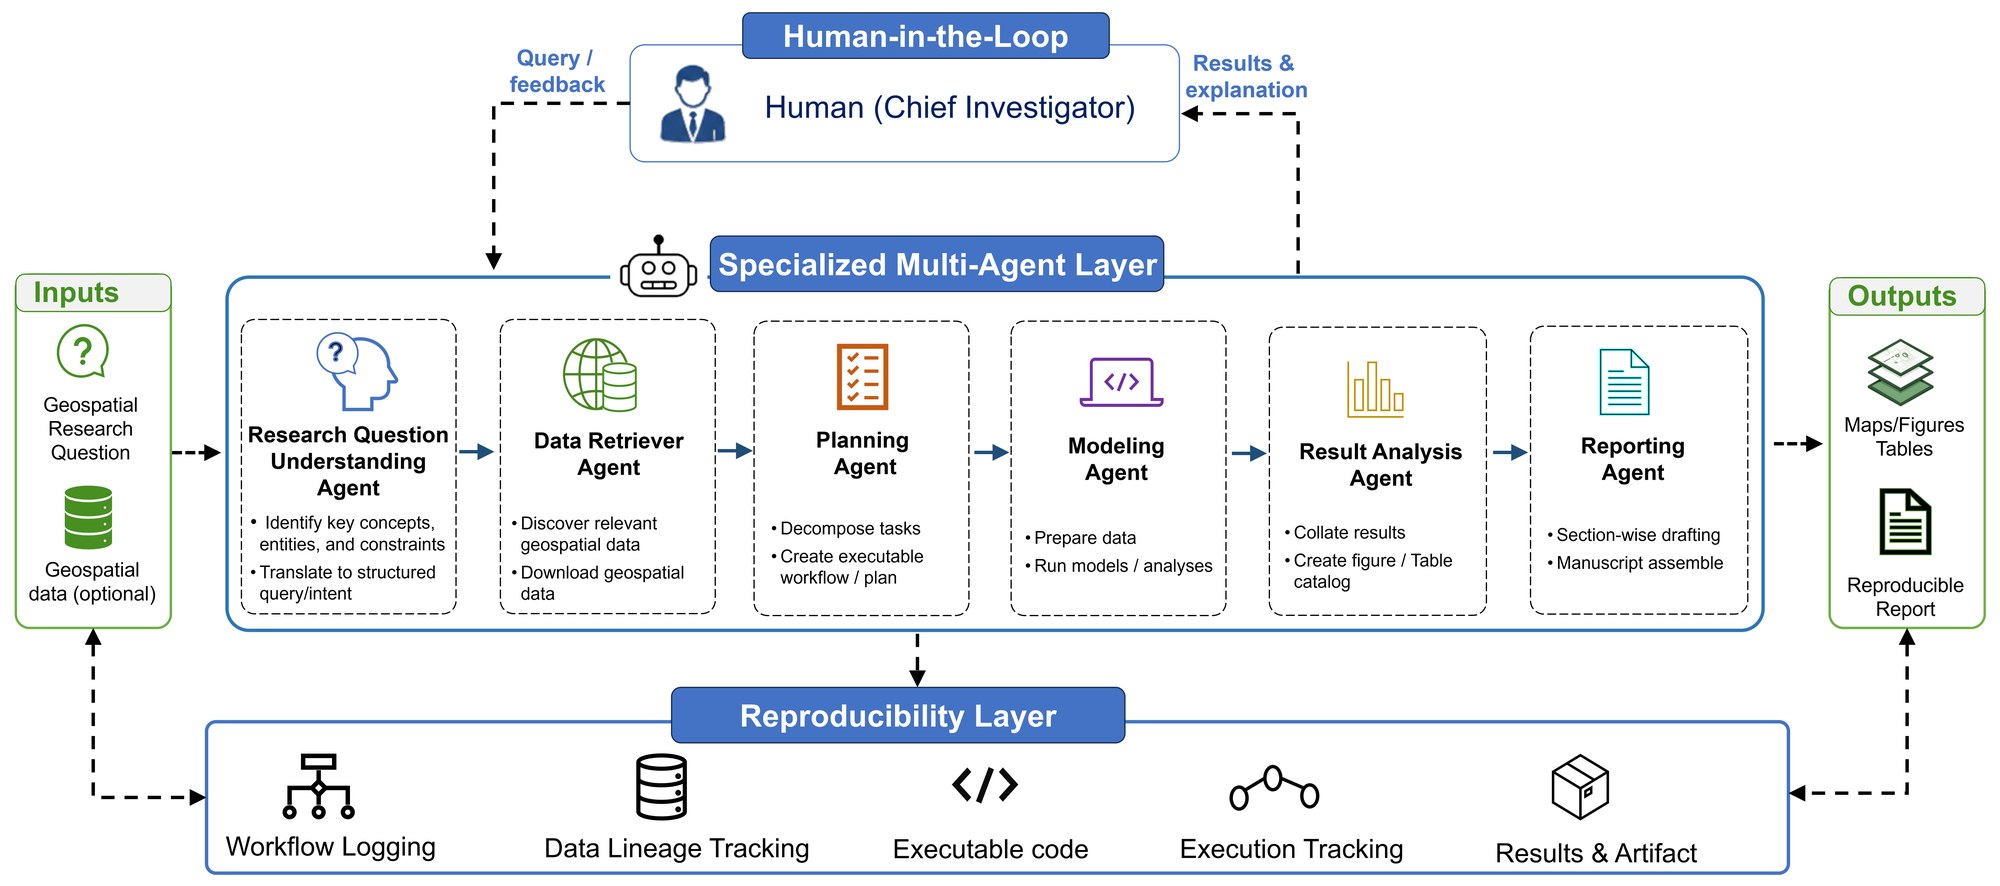 Human-in-the-Loop
Query /
feedback
Human (Chief Investigator)
Results &
explanation
Specialized Multi-Agent Layer
Inputs
?
Geospatial
Research
Question
Geospatial
data (optional)
?
Research Question
Understanding
Agent
• Identify key concepts,
entities, and constraints
• Translate to structured
query/intent
Data Retriever
Agent
• Discover relevant
geospatial data
• Download geospatial
data
Planning
Agent
• Decompose tasks
• Create executable
workflow / plan
</>
Modeling
Agent
• Prepare data
• Run models / analyses
Result Analysis
Agent
• Collate results
• Create figure / Table
catalog
Reporting
Agent
• Section-wise drafting
• Manuscript assemble
Outputs
Maps/Figures
Tables
Reproducible
Report
Reproducibility Layer
Workflow Logging
Data Lineage Tracking
</>
Executable code
Execution Tracking
Results & Artifact